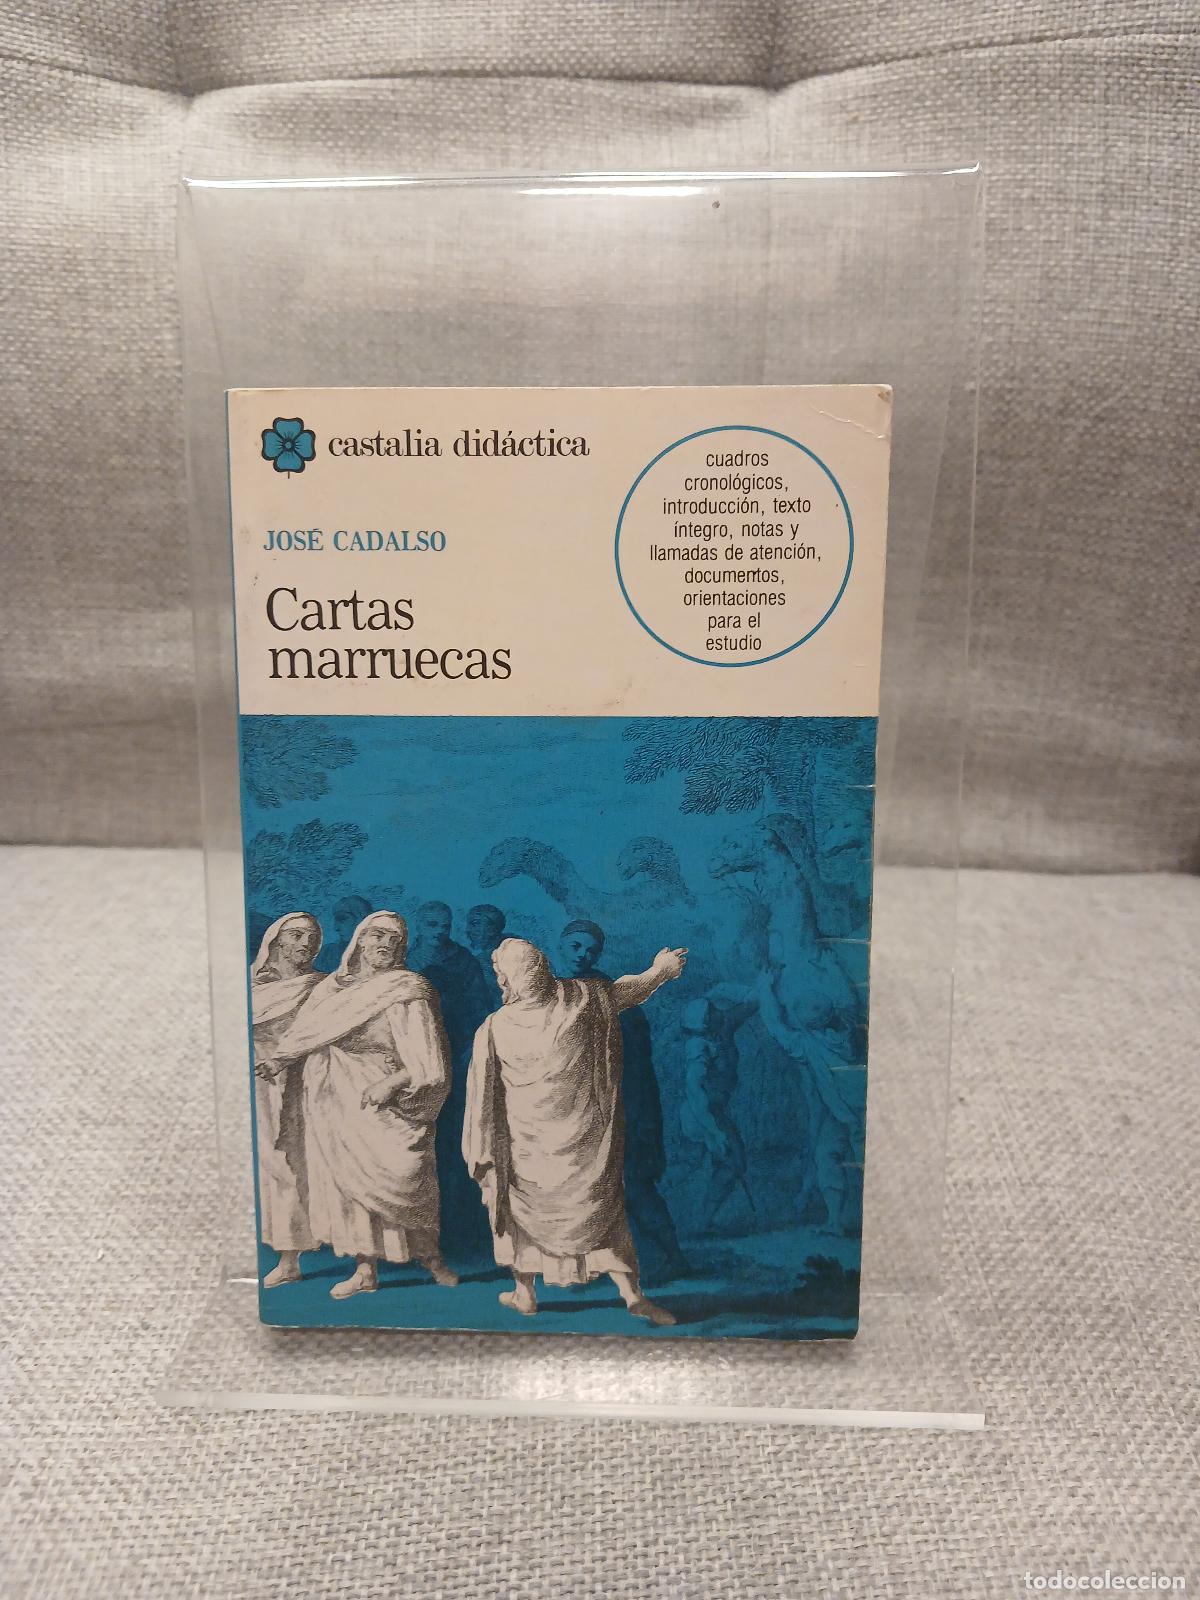 castalia didáctica
JOSÉ CADALSO
Cartas
marruecas
cuadros
cronológicos,
introducción, texto
íntegro, notas y
llamadas de atención,
documentos,
orientaciones
para el
estudio
todocoleccion